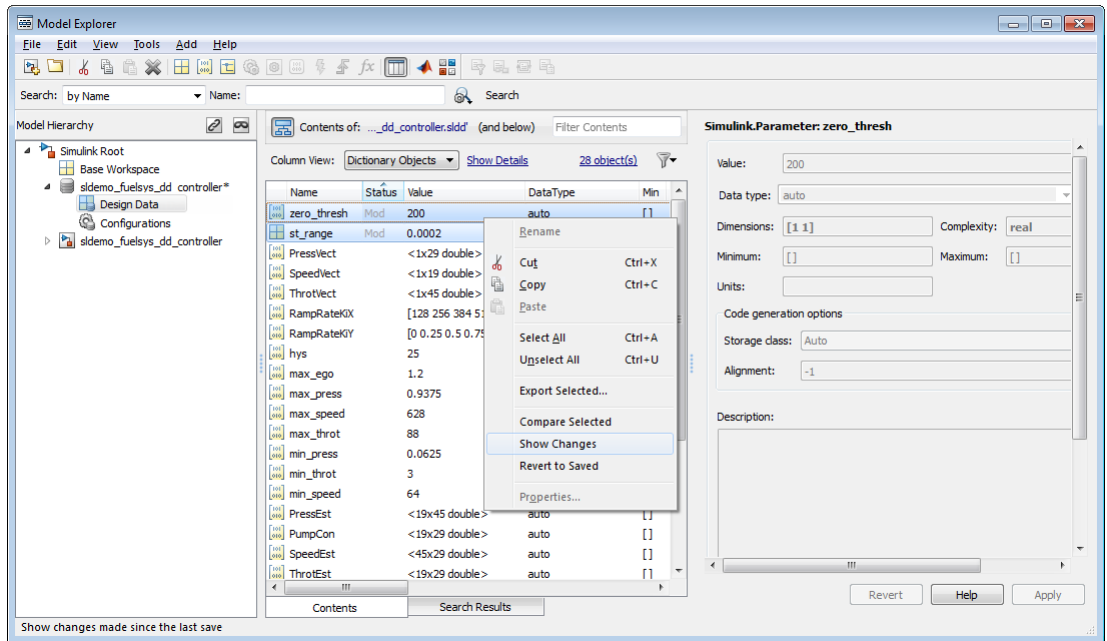 Model Explorer
File Edit View Tools Add Help
Search: by Name Name: Search
Model Hierarchy
Simulink Root
Base Workspace
sldemo_fuelsys_dd controller*
Design Data
Configurations
sldemo_fuelsys_dd_controller
Contents of: ..._dd_controller.sldd' (and below) Filter Contents
Column View: Dictionary Objects Show Details 28 object(s)
Name Status Value DataType Min
zero_thresh Mod 200 auto []
st_range Mod 0.0002
PressVect <1x29 double>
SpeedVect <1x19 double>
ThrotVect <1x45 double>
RampRateKiX [128 256 384 51
RampRateKiY [0 0.25 0.5 0.75
hys 25
max_ego 1.2
max_press 0.9375
max_speed 628
max_throt 88
min_press 0.0625
min_throt 3
min_speed 64
PressEst <19x45 double> auto []
PumpCon <19x29 double> auto []
SpeedEst <45x29 double> auto []
ThrotEst <19x29 double> auto []
Contents Search Results
Rename
Cut Ctrl+X
Copy Ctrl+C
Paste
Select All Ctrl+A
Unselect All Ctrl+U
Export Selected...
Compare Selected
Show Changes
Revert to Saved
Properties...
Simulink.Parameter: zero_thresh
Value: 200
Data type: auto
Dimensions: [1 1] Complexity: real
Minimum: [] Maximum: []
Units:
Code generation options
Storage class: Auto
Alignment: -1
Description:
Revert Help Apply
Show changes made since the last save